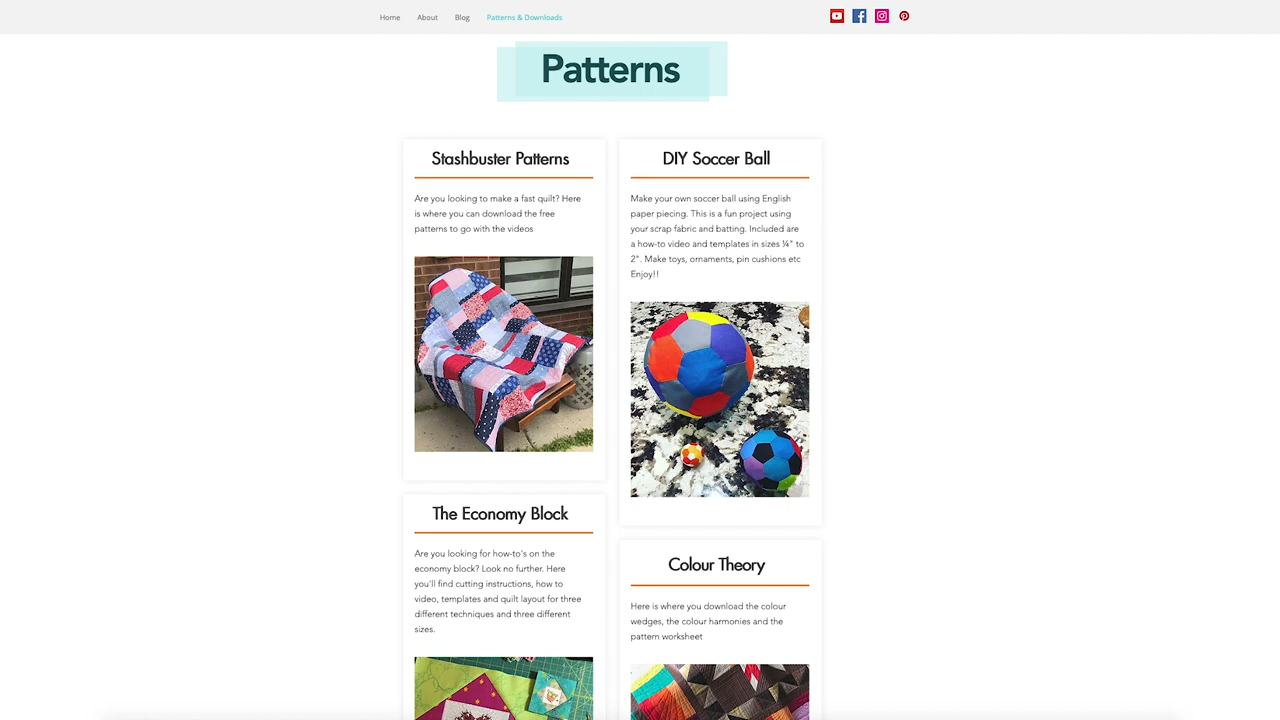 Home About Blog Patterns & Downloads
Patterns
Stashbuster Patterns
Are you looking to make a fast quilt? Here
is where you can download the free
patterns to go with the videos
DIY Soccer Ball
Make your own soccer ball using English
paper piecing. This is a fun project using
your scrap fabric and batting. Included are
a how-to video and templates in sizes ¼" to
2". Make toys, ornaments, pin cushions etc
Enjoy!!
The Economy Block
Are you looking for how-to's on the
economy block? Look no further. Here
you'll find cutting instructions, how to
video, templates and quilt layout for three
different techniques and three different
sizes.
Colour Theory
Here is where you download the colour
wedges, the colour harmonies and the
pattern worksheet